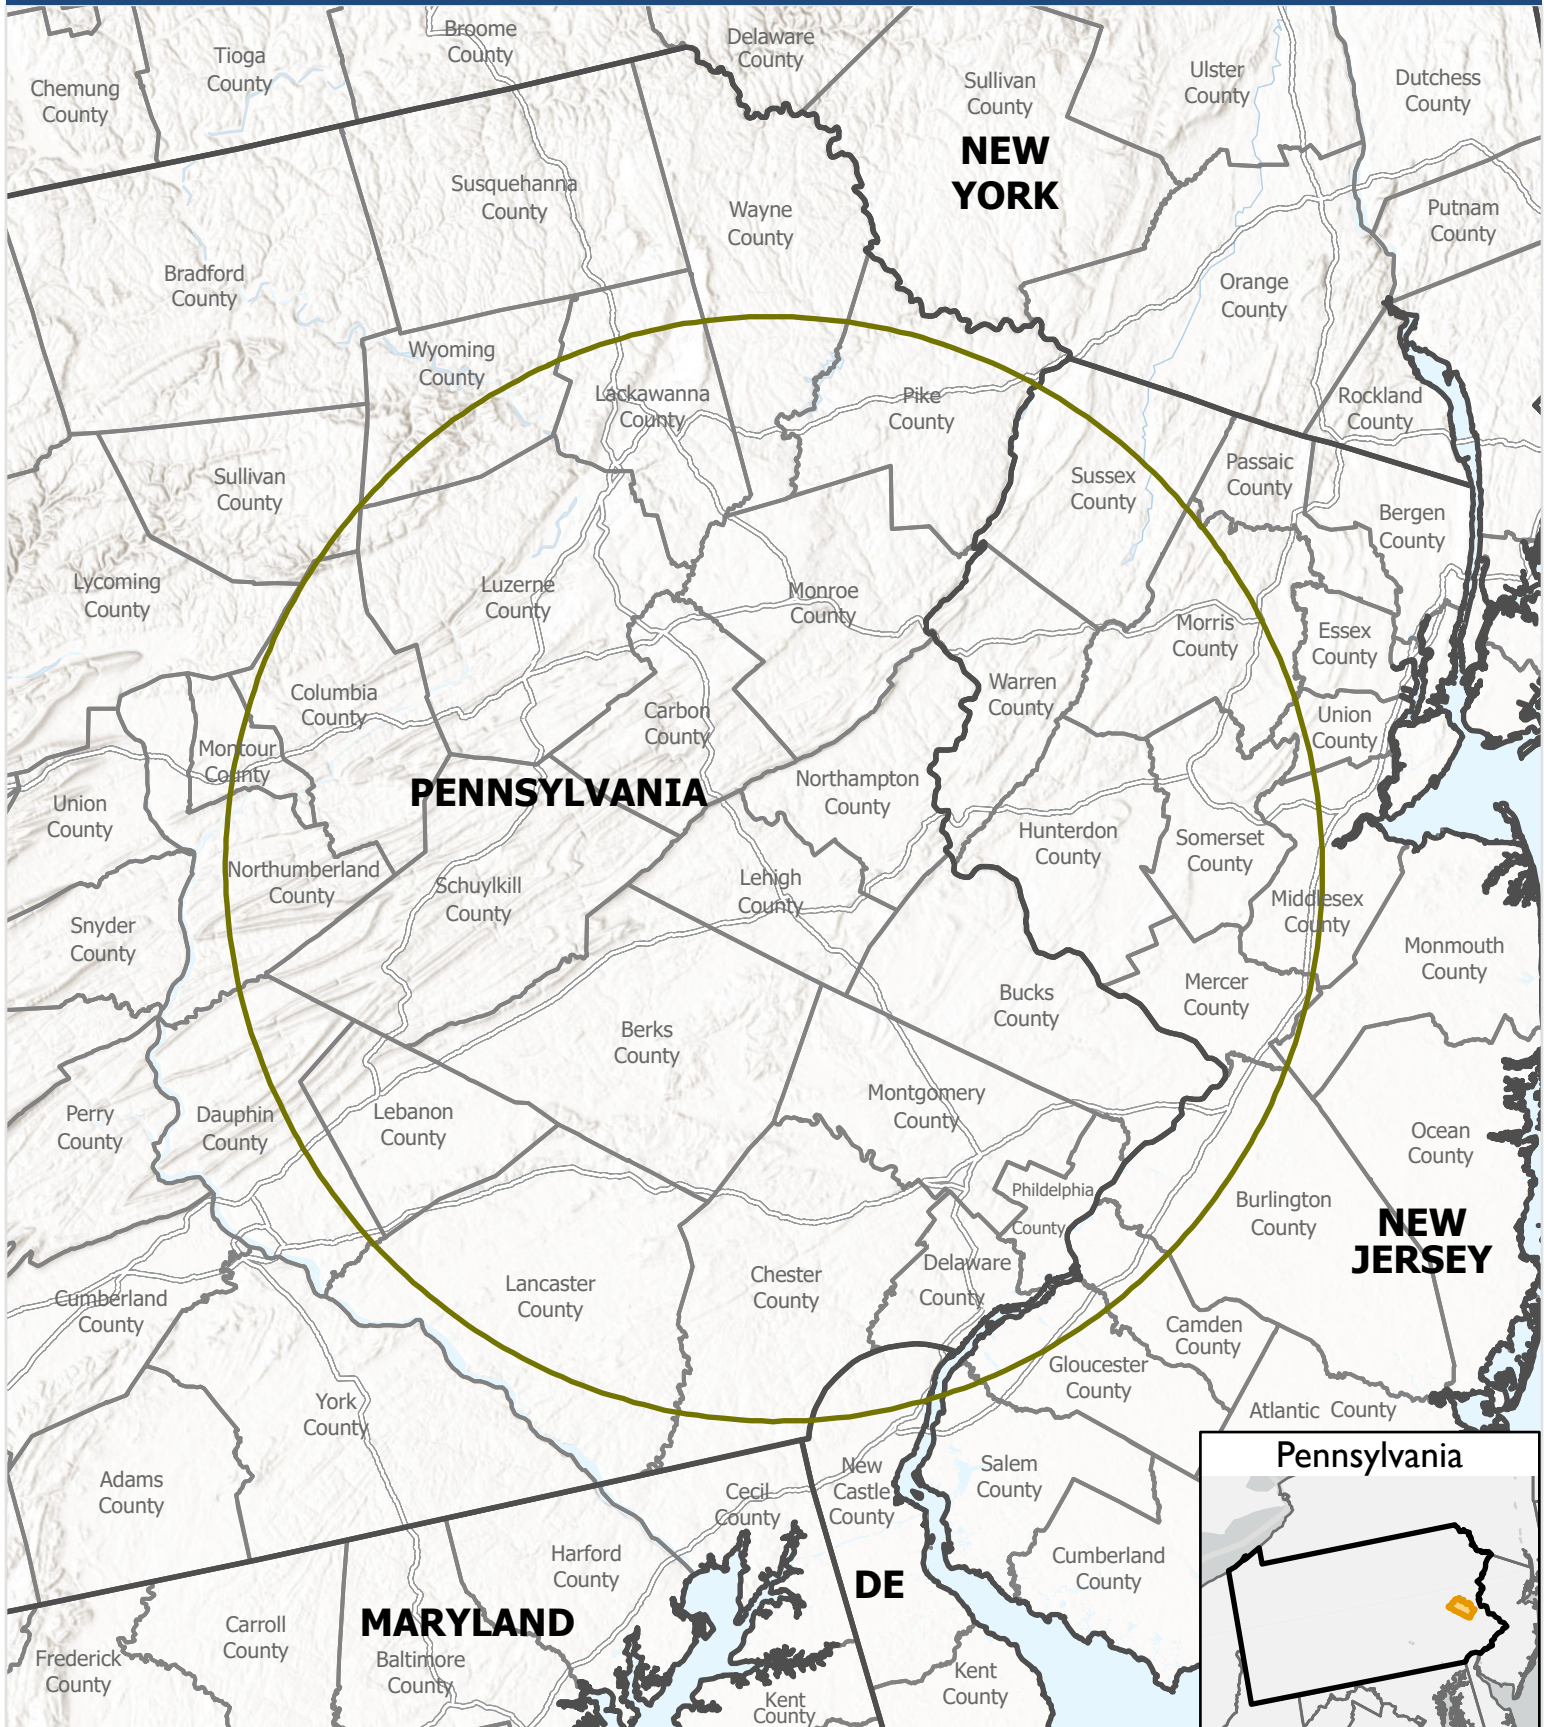 Broome
County
Delaware
County
Tioga
County
Chemung
County
Sullivan
County
Ulster
County
Dutchess
County
NEW
YORK
Susquehanna
County
Wayne
County
Putnam
County
Bradford
County
Orange
County
Wyoming
County
Lackawanna
County
Pike
County
Rockland
County
Sullivan
County
Sussex
County
Passaic
County
Bergen
County
Lycoming
County
Luzerne
County
Monroe
County
Morris
County
Essex
County
Columbia
County
Carbon
County
Warren
County
Union
County
Montour
County
PENNSYLVANIA
Northampton
County
Union
County
Hunterdon
County
Somerset
County
Northumberland
County
Schuylkill
County
Lehigh
County
Middlesex
County
Snyder
County
Monmouth
County
Bucks
County
Mercer
County
Berks
County
Perry
County
Dauphin
County
Lebanon
County
Montgomery
County
Ocean
County
Phildelphia
County
Burlington
County
NEW
JERSEY
Lancaster
County
Chester
County
Delaware
County
Cumberland
County
Camden
County
Gloucester
County
York
County
Atlantic County
Adams
County
Cecil
County
New
Castle
County
Salem
County
Pennsylvania
Harford
County
DE
Cumberland
County
MARYLAND
Carroll
County
Frederick
County
Baltimore
County
Kent
County
Kent
County